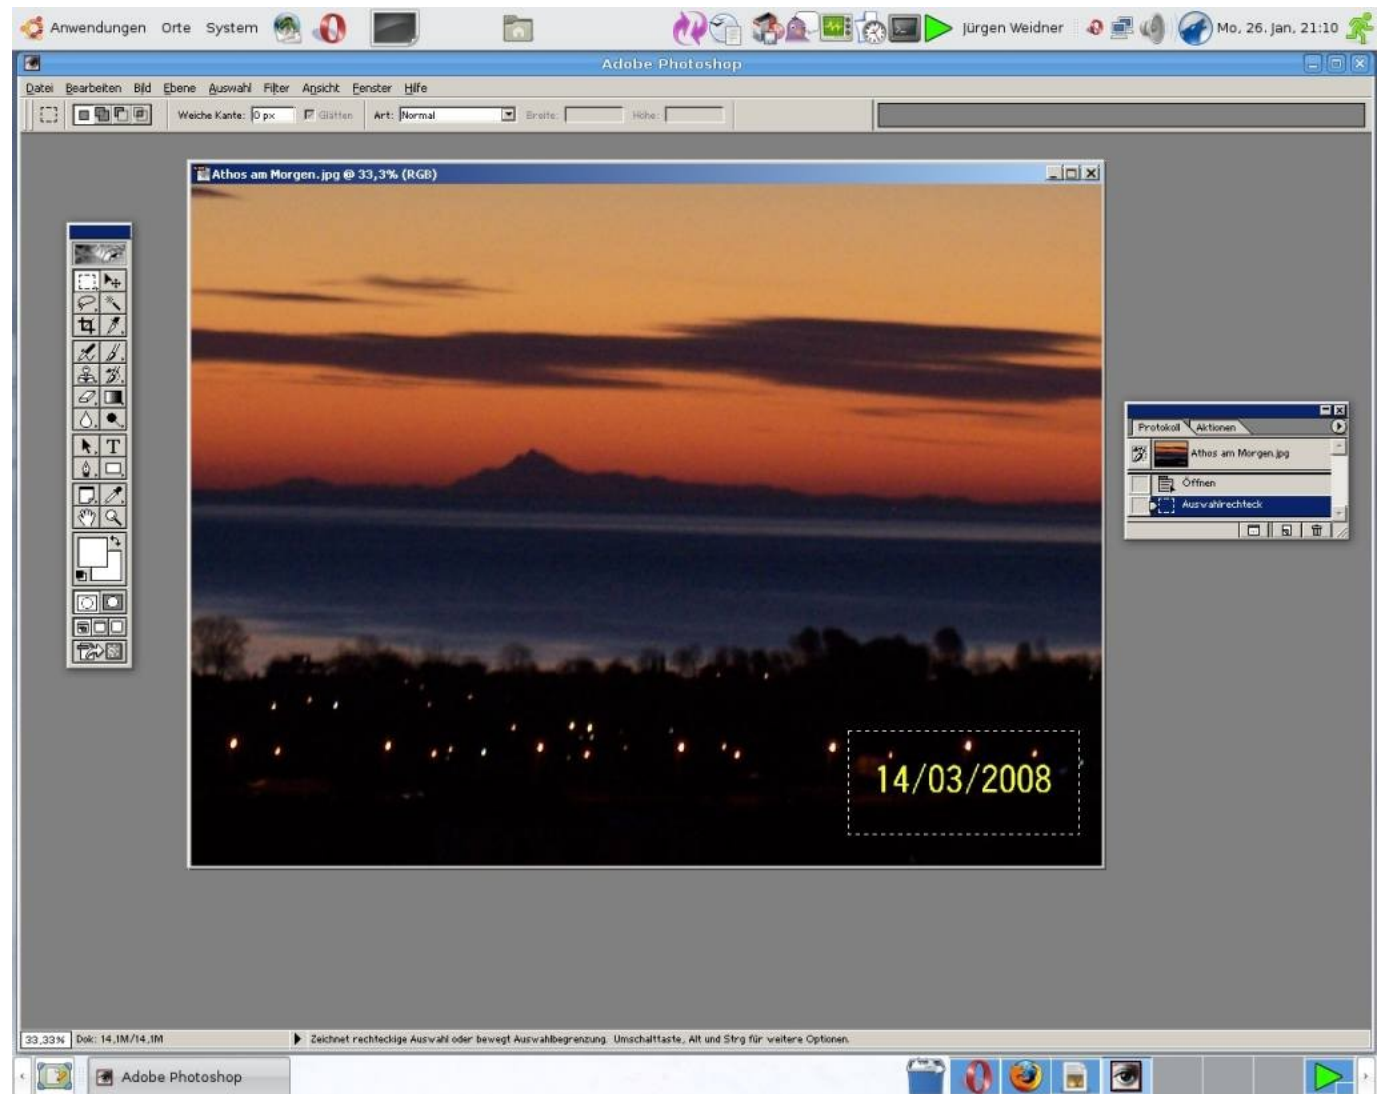 Anwendungen Orte System Jürgen Weidner Mo, 26. Jan, 21:10
Adobe Photoshop
Datei Bearbeiten Bild Ebene Auswahl Filter Ansicht Fenster Hilfe
Weiche Kante: 0 px Glätten Art: Normal Breite: Höhe:
Athos am Morgen.jpg @ 33,3% (RGB)
Protokoll Aktionen
Athos am Morgen.jpg
Öffnen
Auswahlrechteck
T
14/03/2008
33,33% Dok: 14,1M/14,1M Zeichnet rechteckige Auswahl oder bewegt Auswahlbegrenzung. Umschalttaste, Alt und Strg für weitere Optionen.
Adobe Photoshop